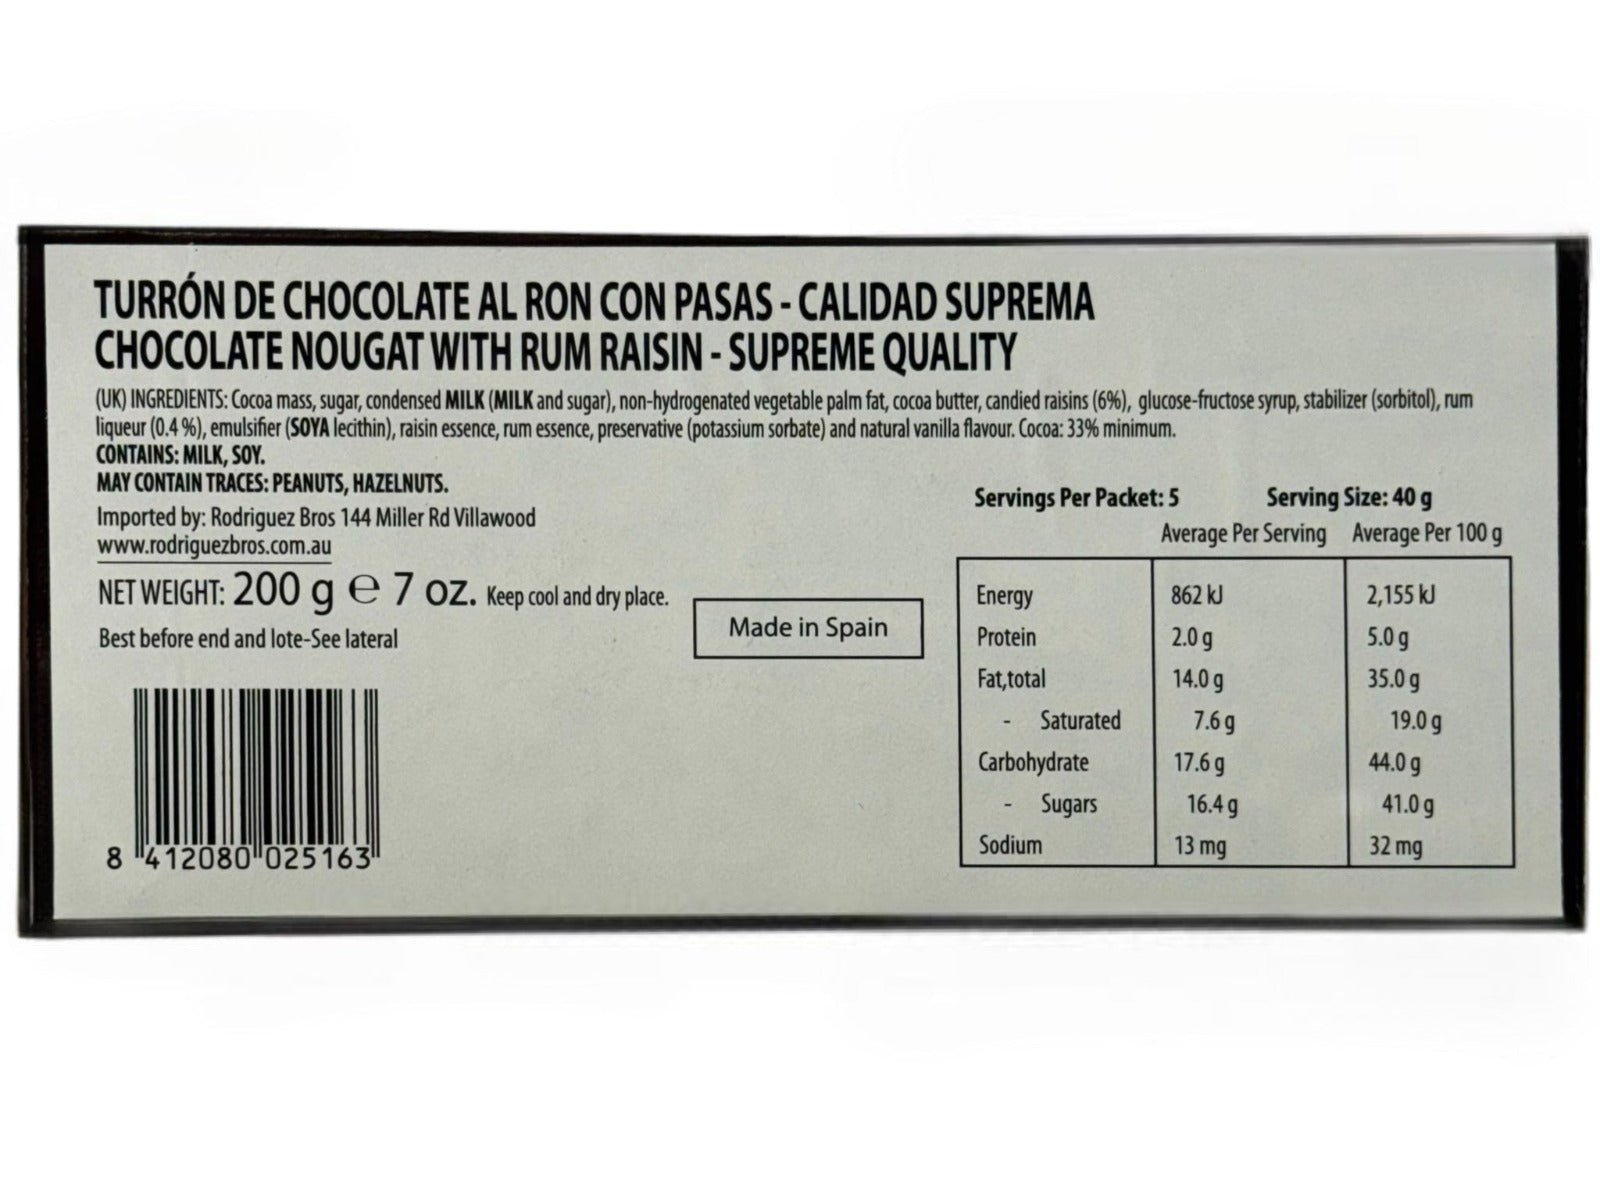 TURRÓN DE CHOCOLATE AL RON CON PASAS - CALIDAD SUPREMA
CHOCOLATE NOUGAT WITH RUM RAISIN - SUPREME QUALITY
(UK) INGREDIENTS: Cocoa mass, sugar, condensed MILK (MILK and sugar), non-hydrogenated vegetable palm fat, cocoa butter, candied raisins (6%), glucose-fructose syrup, stabilizer (sorbitol), rum
liqueur (0.4 %), emulsifier (SOYA lecithin), raisin essence, rum essence, preservative (potassium sorbate) and natural vanilla flavour. Cocoa: 33% minimum.
CONTAINS: MILK, SOY.
MAY CONTAIN TRACES: PEANUTS, HAZELNUTS.
Imported by: Rodriguez Bros 144 Miller Rd Villawood
www.rodriguezbros.com.au
NET WEIGHT: 200 g ℮ 7 oz. Keep cool and dry place.
Best before end and lote-See lateral
Made in Spain
8 412080 025163
Servings Per Packet: 5 Serving Size: 40 g
Average Per Serving Average Per 100 g
Energy 862 kJ 2,155 kJ
Protein 2.0 g 5.0 g
Fat,total 14.0 g 35.0 g
- Saturated 7.6 g 19.0 g
Carbohydrate 17.6 g 44.0 g
- Sugars 16.4 g 41.0 g
Sodium 13 mg 32 mg